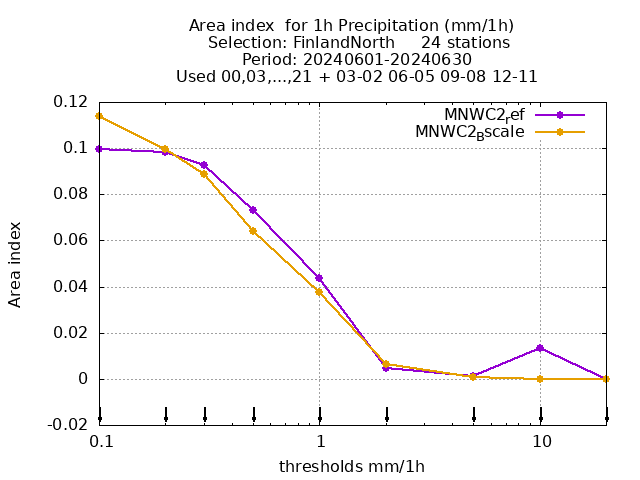 Area index  for 1h Precipitation (mm/1h)
Selection: FinlandNorth     24 stations
Period: 20240601-20240630
Used 00,03,...,21 + 03-02 06-05 09-08 12-11
MNWC2_ref
MNWC2_Bscale
0.12
0.1
0.08
0.06
0.04
0.02
0
-0.02
Area index
0.1 1 10
thresholds mm/1h